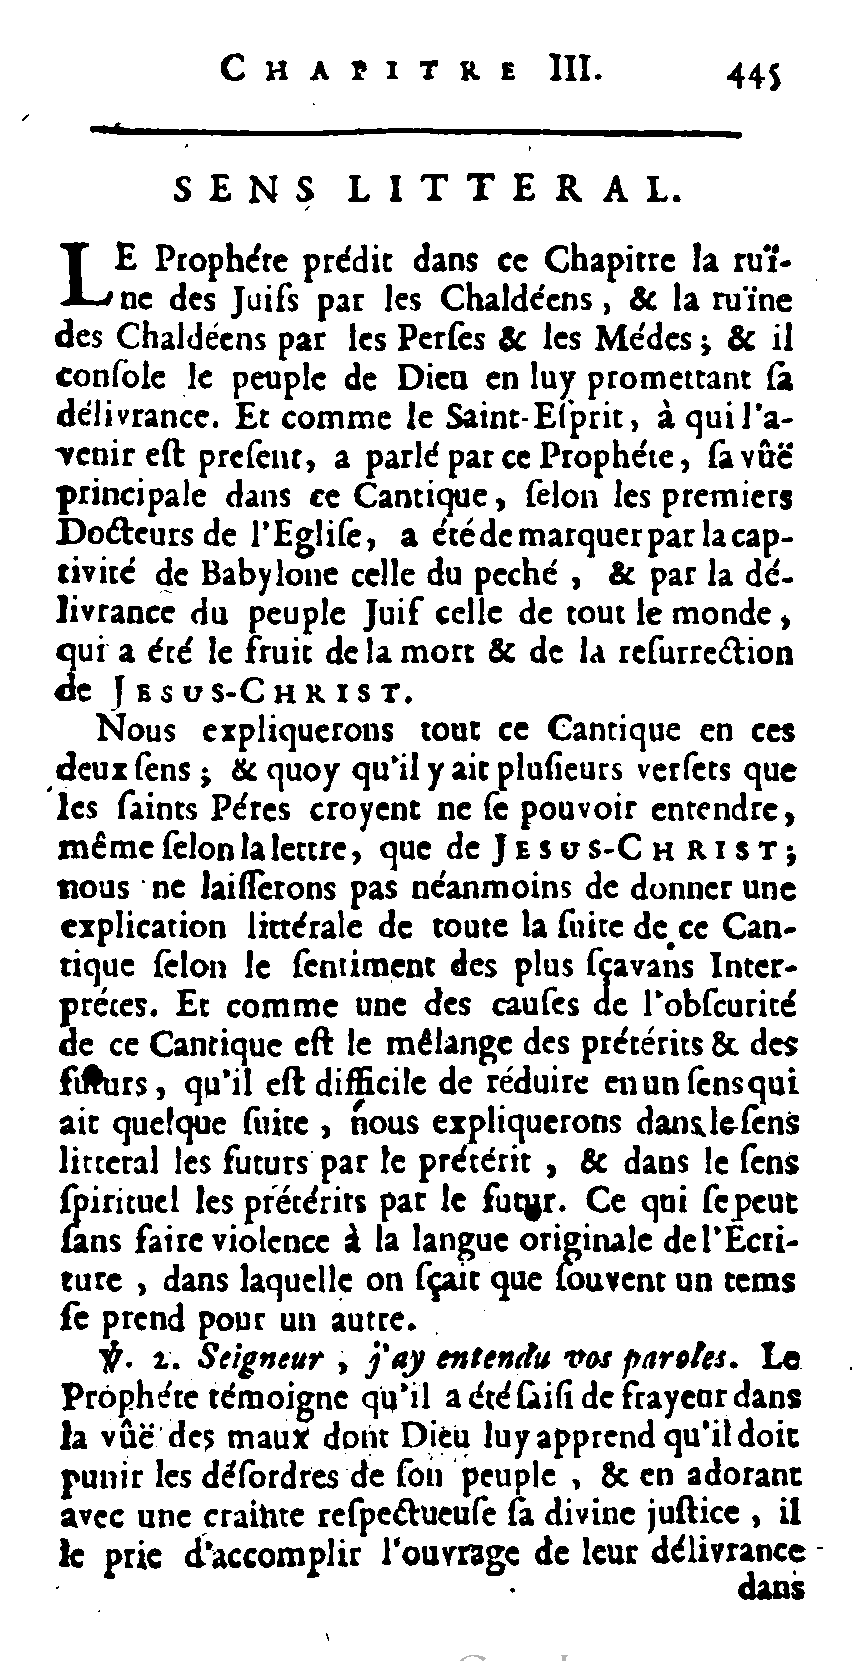 CHAPITRE III. 445
SENS LITTERAL.
LE Prophéte prédit dans ce Chapitre la ruï-
ne des Juifs par les Chaldéens, & la ruïne
des Chaldéens par les Perſes & les Médes; & il
conſole le peuple de Dieu en luy promettant ſa
délivrance. Et comme le Saint-Eſprit, à qui l'a-
venir eſt preſent, a parlé par ce Prophéte, ſa vûë
principale dans ce Cantique, ſelon les premiers
Docteurs de l'Egliſe, a été de marquer par la cap-
tivité de Babylone celle du peché, & par la dé-
livrance du peuple Juif celle de tout le monde,
qui a été le fruit de la mort & de la reſurrection
de JESUS-CHRIST.
Nous expliquerons tout ce Cantique en ces
deux ſens; & quoy qu'il y ait pluſieurs verſets que
les ſaints Péres croyent ne ſe pouvoir entendre,
même ſelon la lettre, que de JESUS-CHRIST;
nous ne laiſſerons pas néanmoins de donner une
explication littérale de toute la ſuite de ce Can-
tique ſelon le ſentiment des plus ſçavans Inter-
prétes. Et comme une des cauſes de l'obſcurité
de ce Cantique eſt le mêlange des prétérits & des
futurs, qu'il eſt difficile de réduire en un ſens qui
ait quelque ſuite, nous expliquerons dans le ſens
litteral les futurs par le prétérit, & dans le ſens
ſpirituel les prétérits par le futur. Ce qui ſe peut
ſans faire violence à la langue originale de l'Ecri-
ture, dans laquelle on ſçait que ſouvent un tems
ſe prend pour un autre.
℣. 2. Seigneur, j'ay entendu vos paroles. Le
Prophéte témoigne qu'il a été ſaiſi de frayeur dans
la vûë des maux dont Dieu luy apprend qu'il doit
punir les déſordres de ſon peuple, & en adorant
avec une crainte reſpectueuſe ſa divine juſtice, il
le prie d'accomplir l'ouvrage de leur délivrance
dans